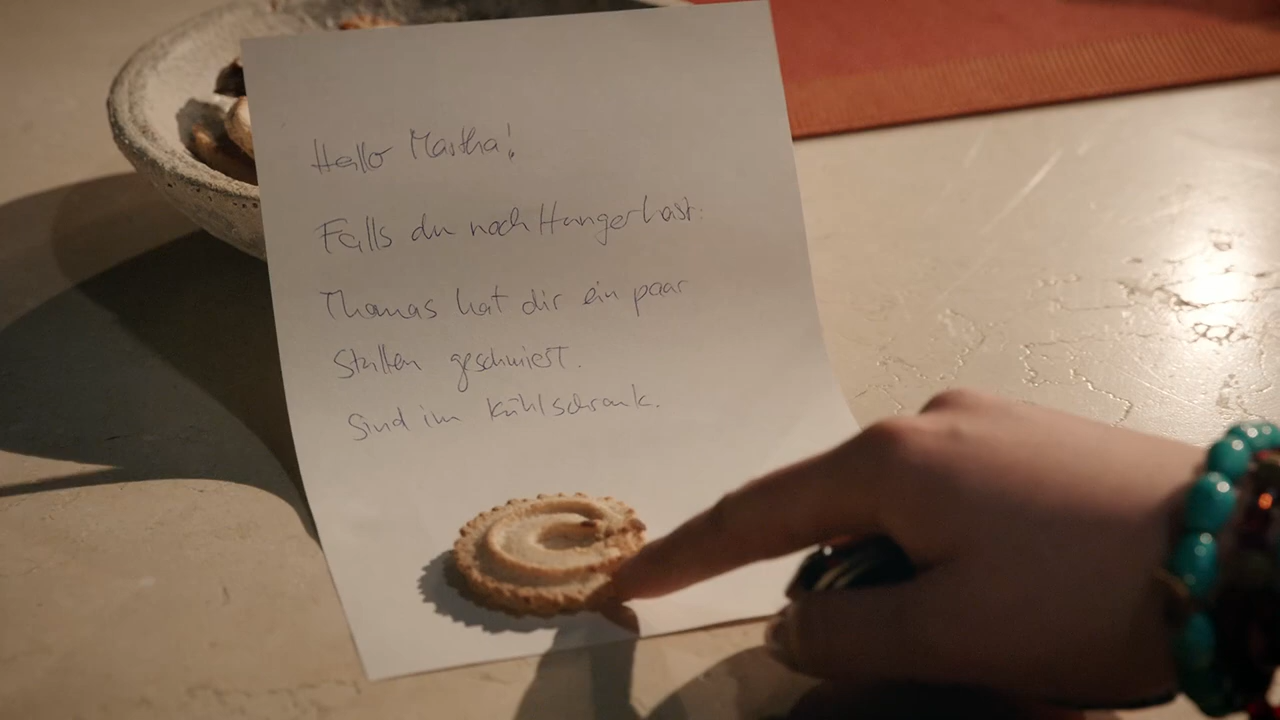 Hallo Martha!
Falls du noch Hunger hast:
Thomas hat dir ein paar
Stullen geschmiert.
Sind im Kühlschrank.